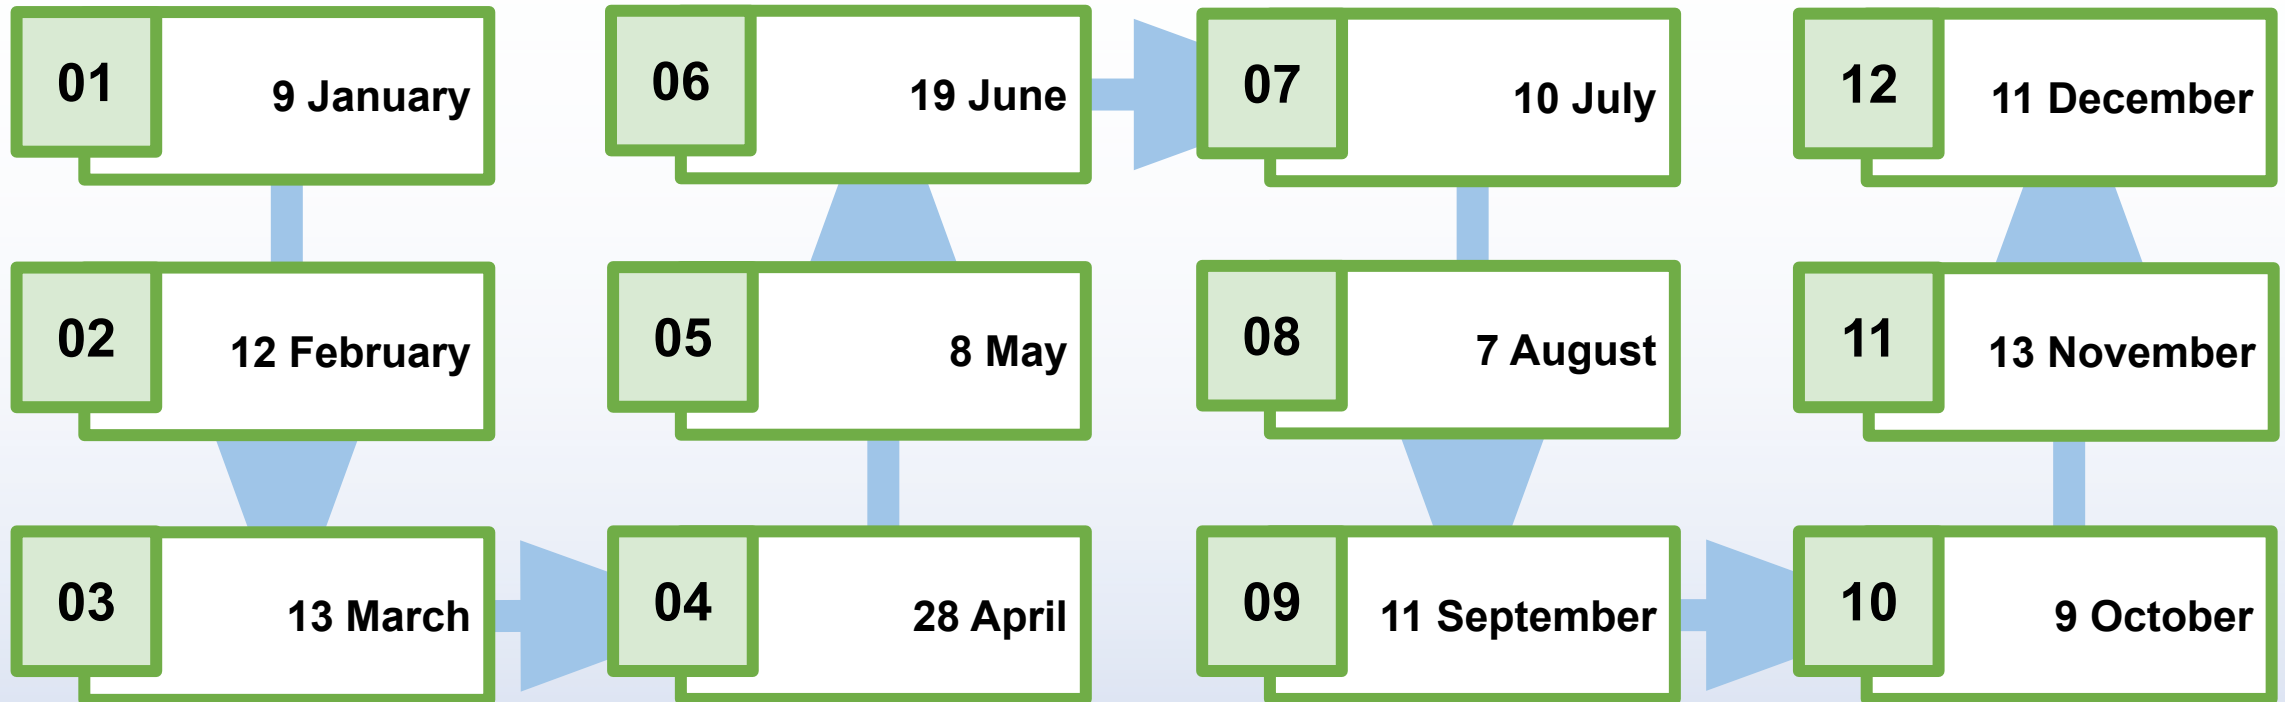 01
9 January
02
12 February
03
13 March
04
28 April
05
8 May
06
19 June
07
10 July
08
7 August
09
11 September
10
9 October
11
13 November
12
11 December